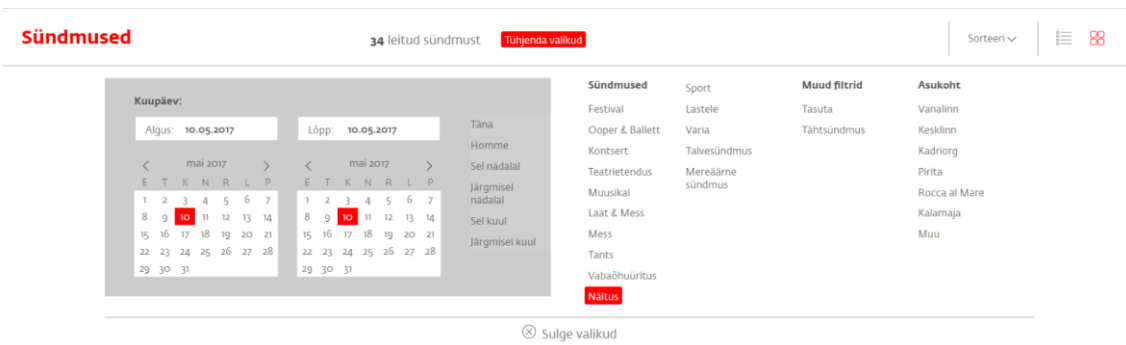 Sündmused
34 leitud sündmust
Tühjenda valikud
Sorteeri
Kuupäev:
Algus: 10.05.2017
mai 2017
E T K N R L P
1 2 3 4 5 6 7
8 9 10 11 12 13 14
15 16 17 18 19 20 21
22 23 24 25 26 27 28
29 30 31
Lõpp: 10.05.2017
mai 2017
E T K N R L P
1 2 3 4 5 6 7
8 9 10 11 12 13 14
15 16 17 18 19 20 21
22 23 24 25 26 27 28
29 30 31
Täna
Homme
Sel nädalal
Järgmisel
nädalal
Sel kuul
Järgmisel kuul
Sündmused
Festival
Ooper & Ballett
Kontsert
Teatrietendus
Muusikal
Laat & Mess
Mess
Tants
Vabaõhuüritus
Näitus
Sport
Lastele
Varia
Talvesündmus
Mereäärne
sündmus
Muud filtrid
Tasuta
Tähtsündmus
Asukoht
Vanalinn
Kesklinn
Kadriorg
Pirita
Rocca al Mare
Kalamaja
Muu
Sulge valikud